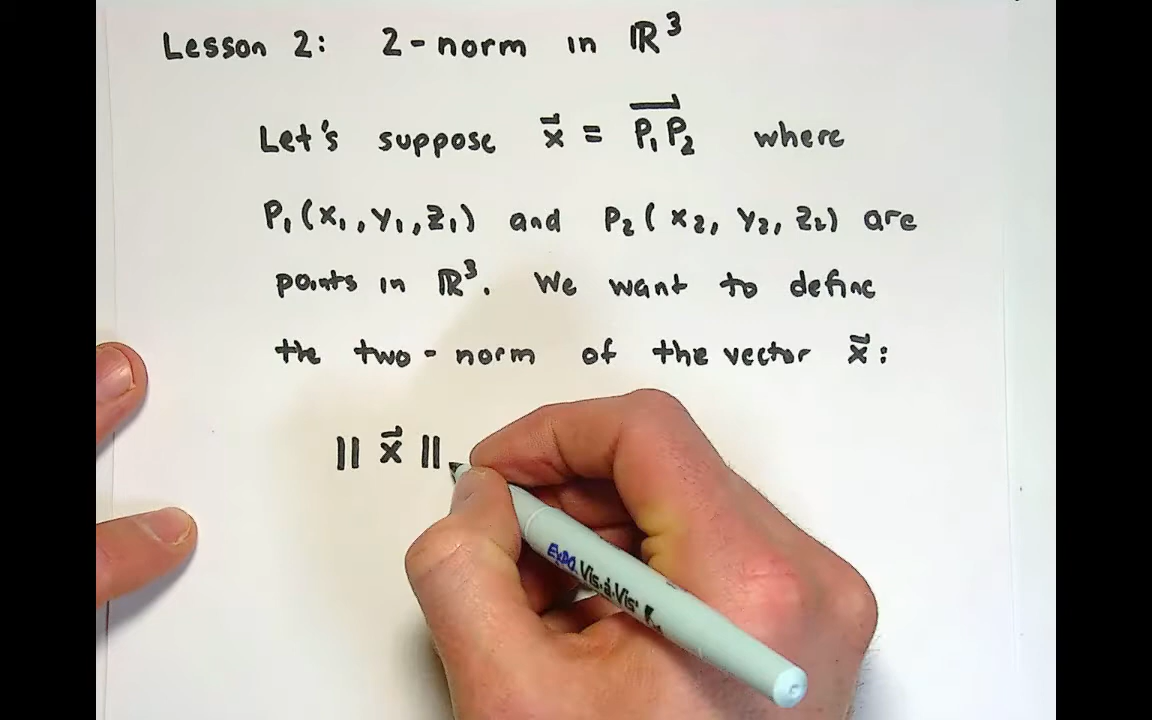 Lesson 2: 2-norm in ℝ³
Let's suppose x⃗ = P₁P₂⃗ where
P₁(x₁,y₁,z₁) and P₂(x₂, y₂, z₂) are
points in ℝ³. We want to define
the two-norm of the vector x⃗:
‖ x⃗ ‖
EXPO. Vis-à-Vis